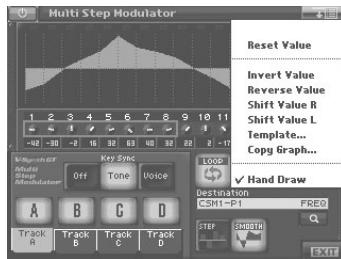 Multi Step Modulator
Reset Value
Invert Value
Reverse Value
Shift Value R
Shift Value L
Template...
Copy Graph...
✓ Hand Draw
1 2 3 4 5 6 7 8 9 10 11
-42 -30 -2 16 32 63 40 32 22 2 -17
V-Synth GT
Multi
Step
Modulator
Key Sync
Off Tone Voice
LOOP
A B C D
Track A
Track B
Track C
Track D
Destination
CSM1-P1 FREQ
STEP SMOOTH
EXIT